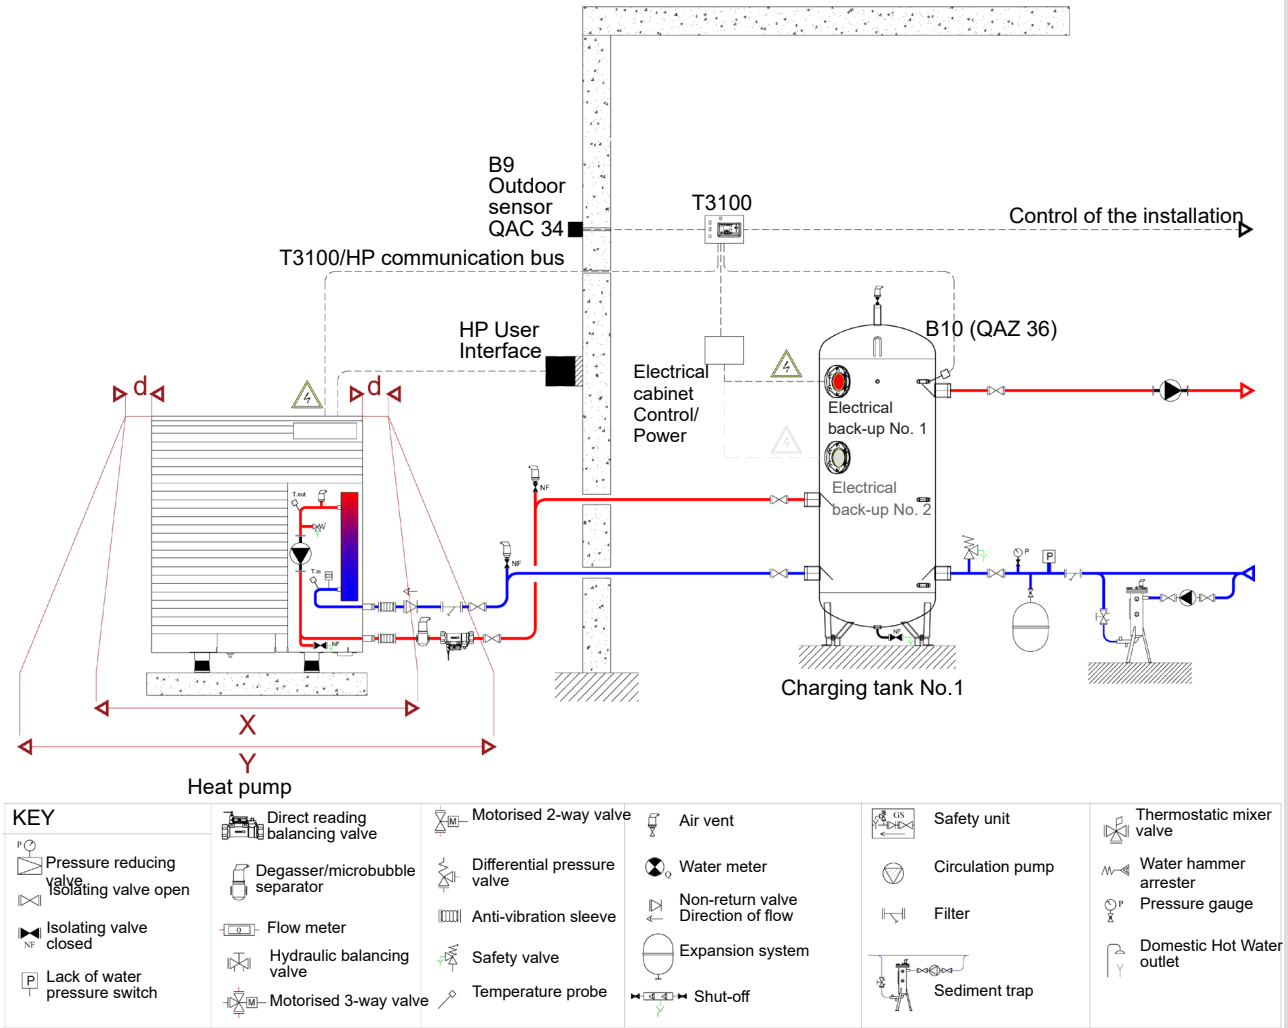 B9
Outdoor
sensor
QAC 34
T3100
Control of the installation
T3100/HP communication bus
HP User
Interface
B10 (QAZ 36)
Electrical
cabinet
Control/
Power
Electrical
back-up No. 1
Electrical
back-up No. 2
d
d
T.out
T.in
NF
NF
NF
NF
P
P
X
Y
Heat pump
Charging tank No.1
KEY
P
Pressure reducing
valve
Isolating valve open
NF
Isolating valve
closed
P
Lack of water
pressure switch
Direct reading
balancing valve
Degasser/microbubble
separator
Flow meter
Hydraulic balancing
valve
M
Motorised 3-way valve
M
Motorised 2-way valve
Differential pressure
valve
Anti-vibration sleeve
Safety valve
Temperature probe
Air vent
Q
Water meter
Non-return valve
Direction of flow
Expansion system
Shut-off
GS
Safety unit
Circulation pump
Filter
Sediment trap
Thermostatic mixer
valve
Water hammer
arrester
P
Pressure gauge
Domestic Hot Water
outlet